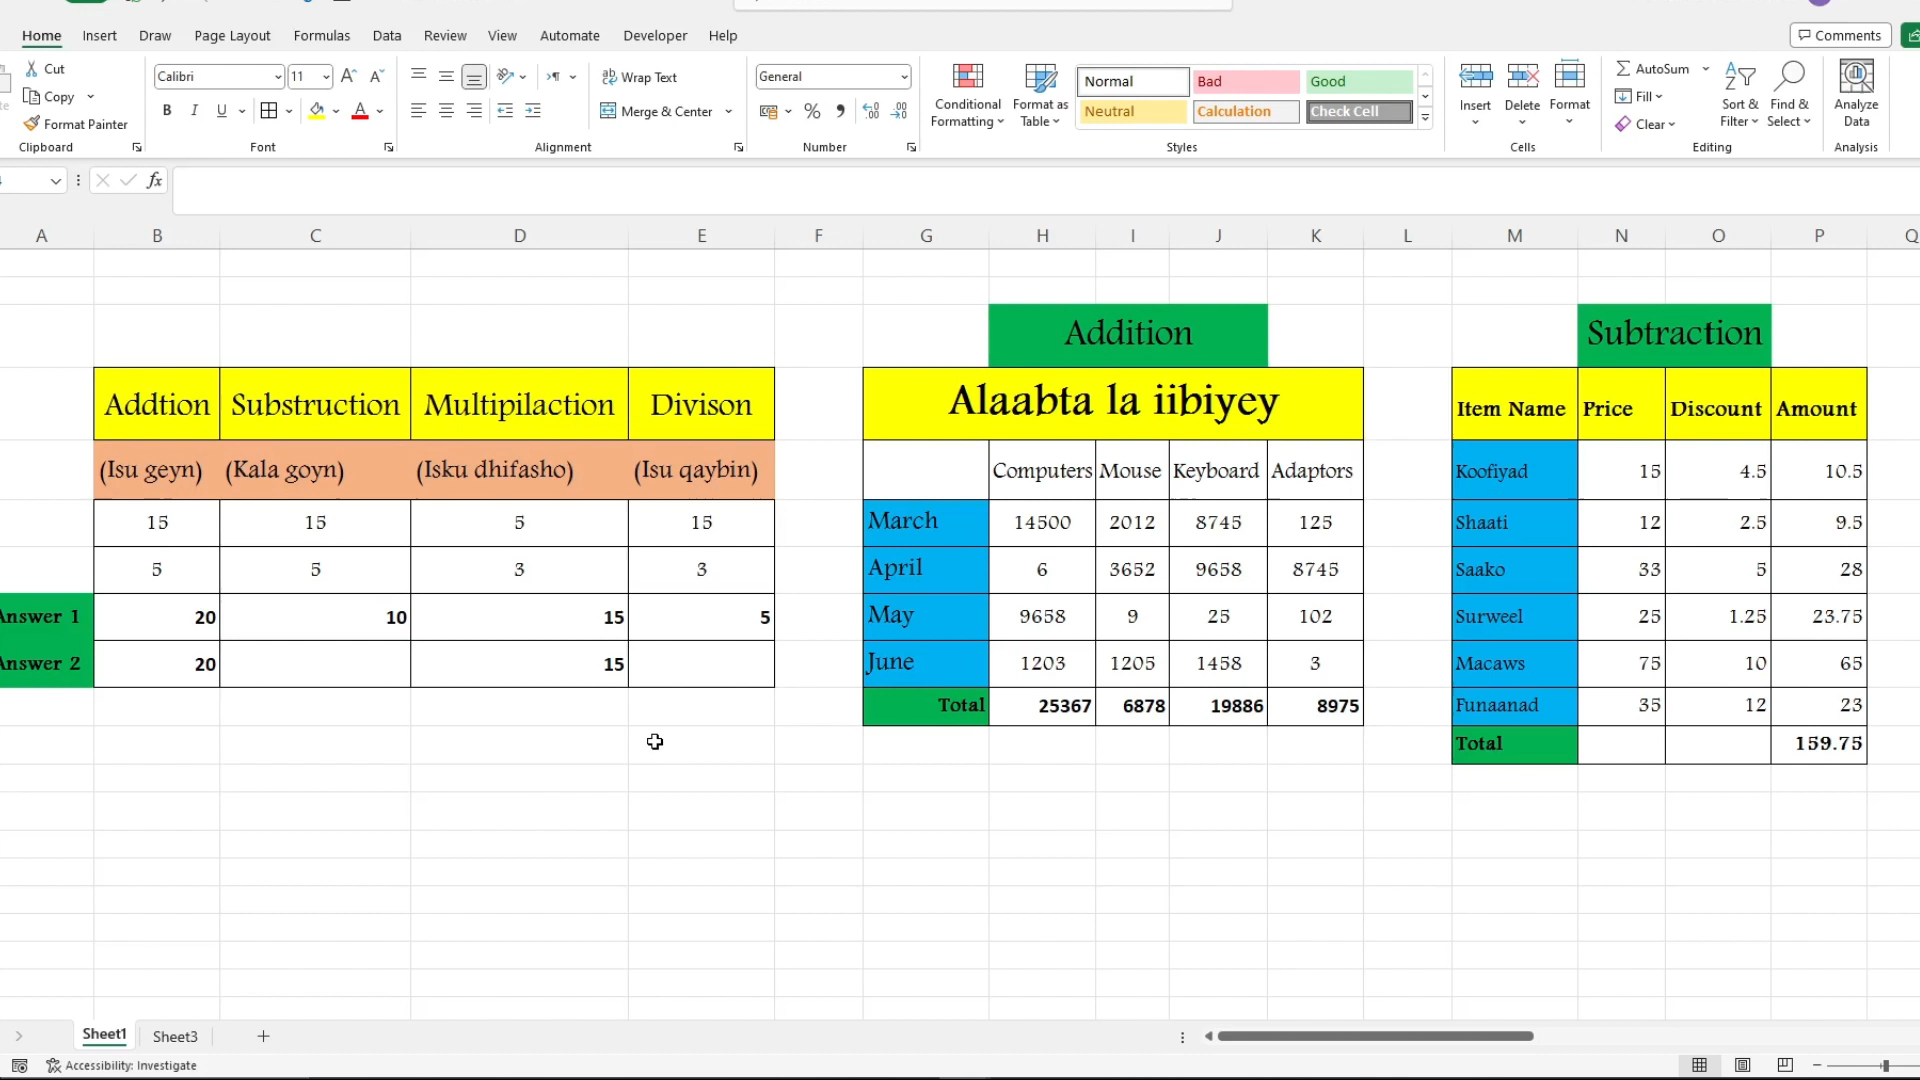 Home Insert Draw Page Layout Formulas Data Review View Automate Developer Help Comments
Cut
Copy
Format Painter
Clipboard
Calibri 11
B I U
Font
Wrap Text
Merge & Center
Alignment
General
% ,
Number
Conditional Formatting
Format as Table
Normal Bad Good
Neutral Calculation Check Cell
Styles
Insert Delete Format
Cells
AutoSum
Fill
Clear
Sort & Filter
Find & Select
Editing
Analyze Data
Analysis
fx
A B C D E F G H I J K L M N O P Q
Addition Subtraction
Addtion Substruction Multipilaction Divison
(Isu geyn) (Kala goyn) (Isku dhifasho) (Isu qaybin)
15 15 5 15
5 5 3 3
Answer 1 20 10 15 5
Answer 2 20 15
Alaabta la iibiyey
Computers Mouse Keyboard Adaptors
March 14500 2012 8745 125
April 6 3652 9658 8745
May 9658 9 25 102
June 1203 1205 1458 3
Total 25367 6878 19886 8975
Item Name Price Discount Amount
Koofiyad 15 4.5 10.5
Shaati 12 2.5 9.5
Saako 33 5 28
Surweel 25 1.25 23.75
Macaws 75 10 65
Funaanad 35 12 23
Total 159.75
Sheet1 Sheet3
Accessibility: Investigate